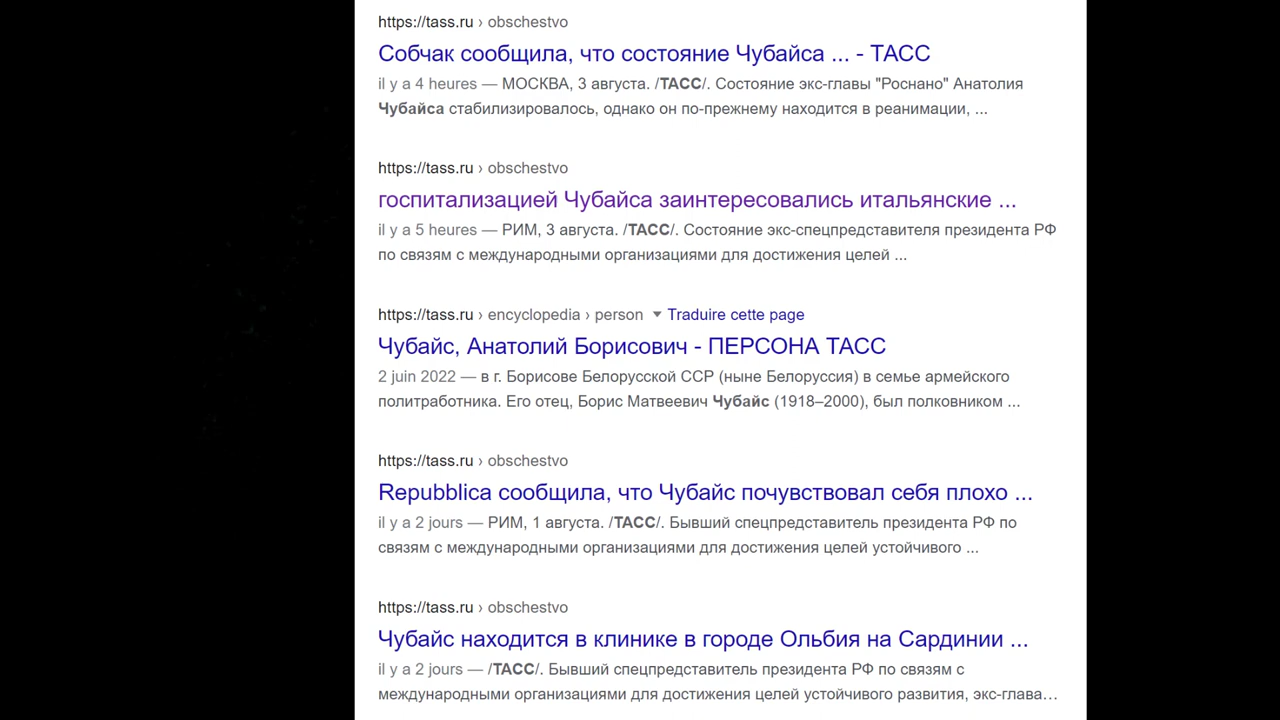 https://tass.ru › obschestvo
Собчак сообщила, что состояние Чубайса ... - ТАСС
il y a 4 heures — МОСКВА, 3 августа. /ТАСС/. Состояние экс-главы "Роснано" Анатолия
Чубайса стабилизировалось, однако он по-прежнему находится в реанимации, ...
https://tass.ru › obschestvo
госпитализацией Чубайса заинтересовались итальянские ...
il y a 5 heures — РИМ, 3 августа. /ТАСС/. Состояние экс-спецпредставителя президента РФ
по связям с международными организациями для достижения целей ...
https://tass.ru › encyclopedia › person ▼ Traduire cette page
Чубайс, Анатолий Борисович - ПЕРСОНА ТАСС
2 juin 2022 — в г. Борисове Белорусской ССР (ныне Белоруссия) в семье армейского
политработника. Его отец, Борис Матвеевич Чубайс (1918–2000), был полковником ...
https://tass.ru › obschestvo
Repubblica сообщила, что Чубайс почувствовал себя плохо ...
il y a 2 jours — РИМ, 1 августа. /ТАСС/. Бывший спецпредставитель президента РФ по
связям с международными организациями для достижения целей устойчивого ...
https://tass.ru › obschestvo
Чубайс находится в клинике в городе Ольбия на Сардинии ...
il y a 2 jours — /ТАСС/. Бывший спецпредставитель президента РФ по связям с
международными организациями для достижения целей устойчивого развития, экс-глава...